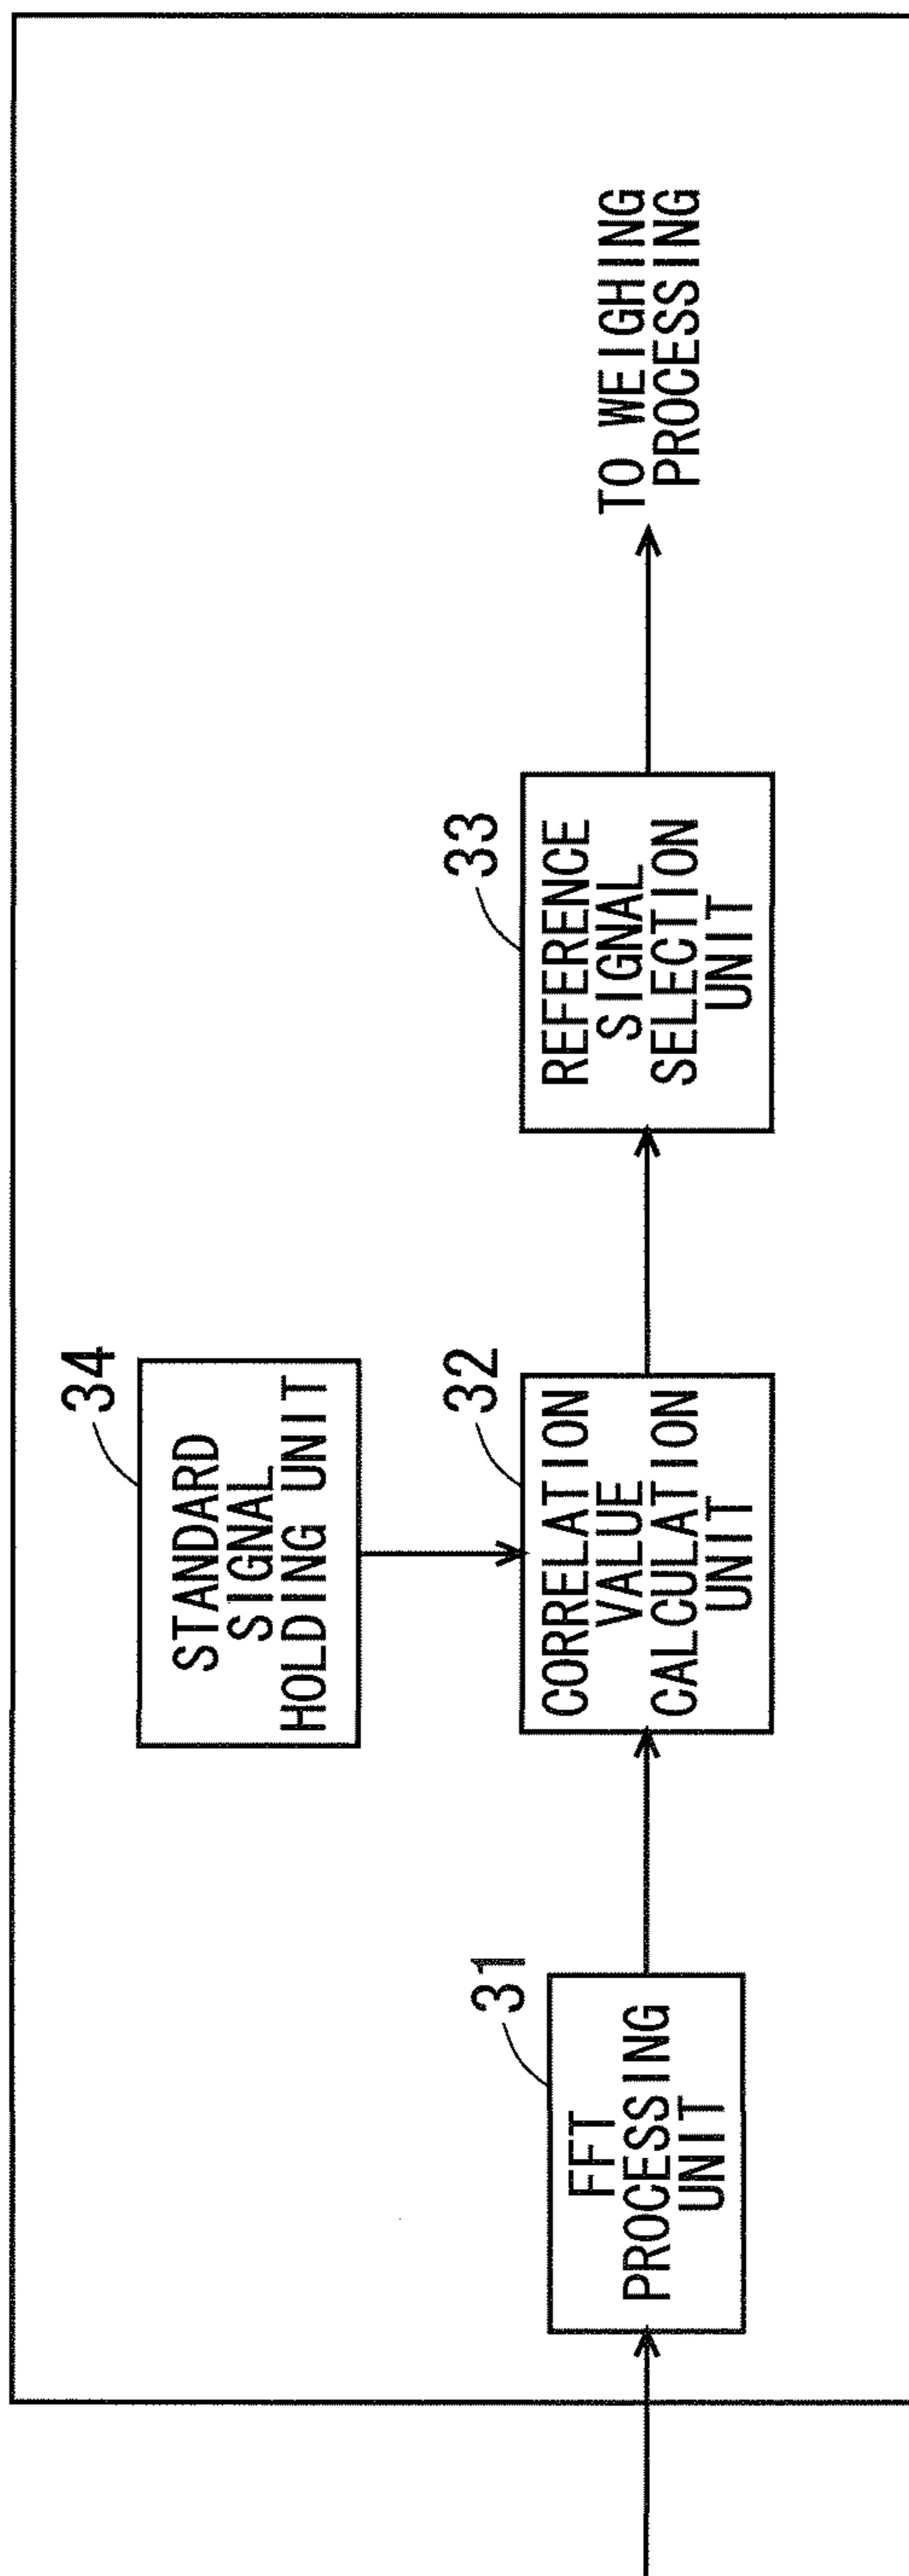 34
STANDARD
SIGNAL
HOLDING UNIT
31
FFT
PROCESSING
UNIT
32
CORRELATION
VALUE
CALCULATION
UNIT
33
REFERENCE
SIGNAL
SELECTION
UNIT
TO WEIGHING
PROCESSING